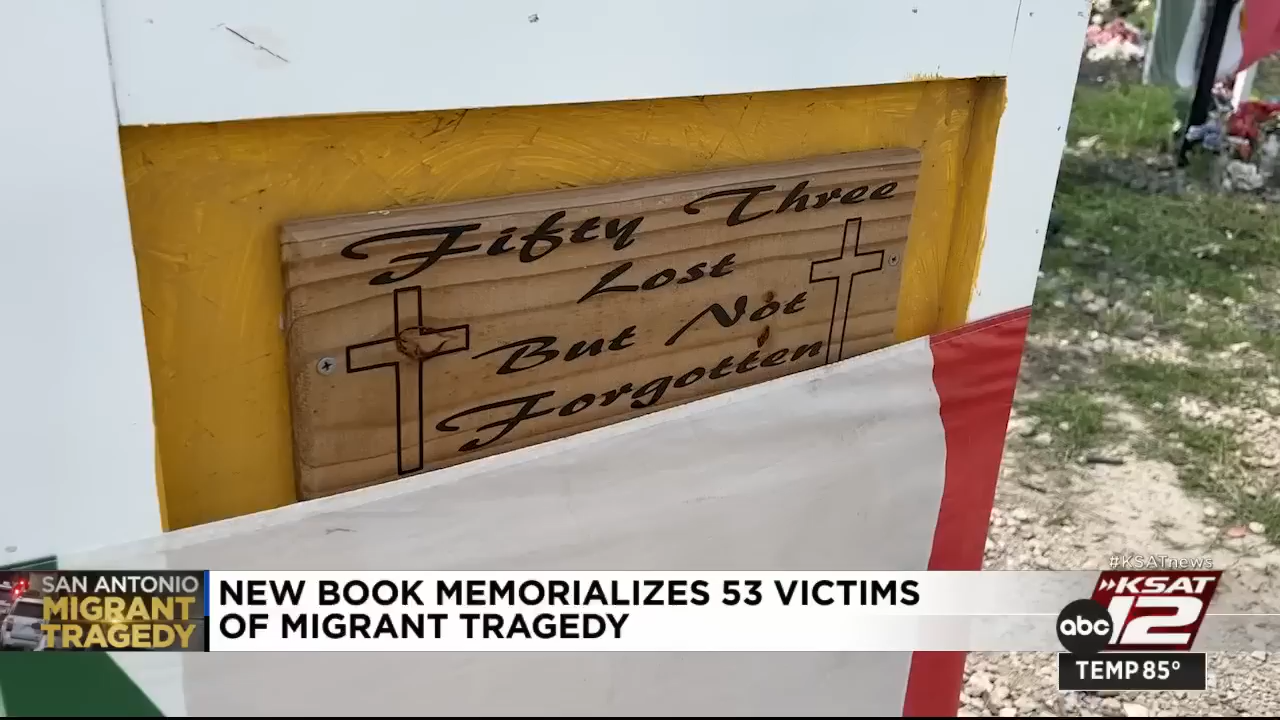 Fifty Three
Lost
But Not
Forgotten
#KSATnews
SAN ANTONIO
MIGRANT
TRAGEDY
NEW BOOK MEMORIALIZES 53 VICTIMS
OF MIGRANT TRAGEDY
KSAT
abc 12
TEMP 85°